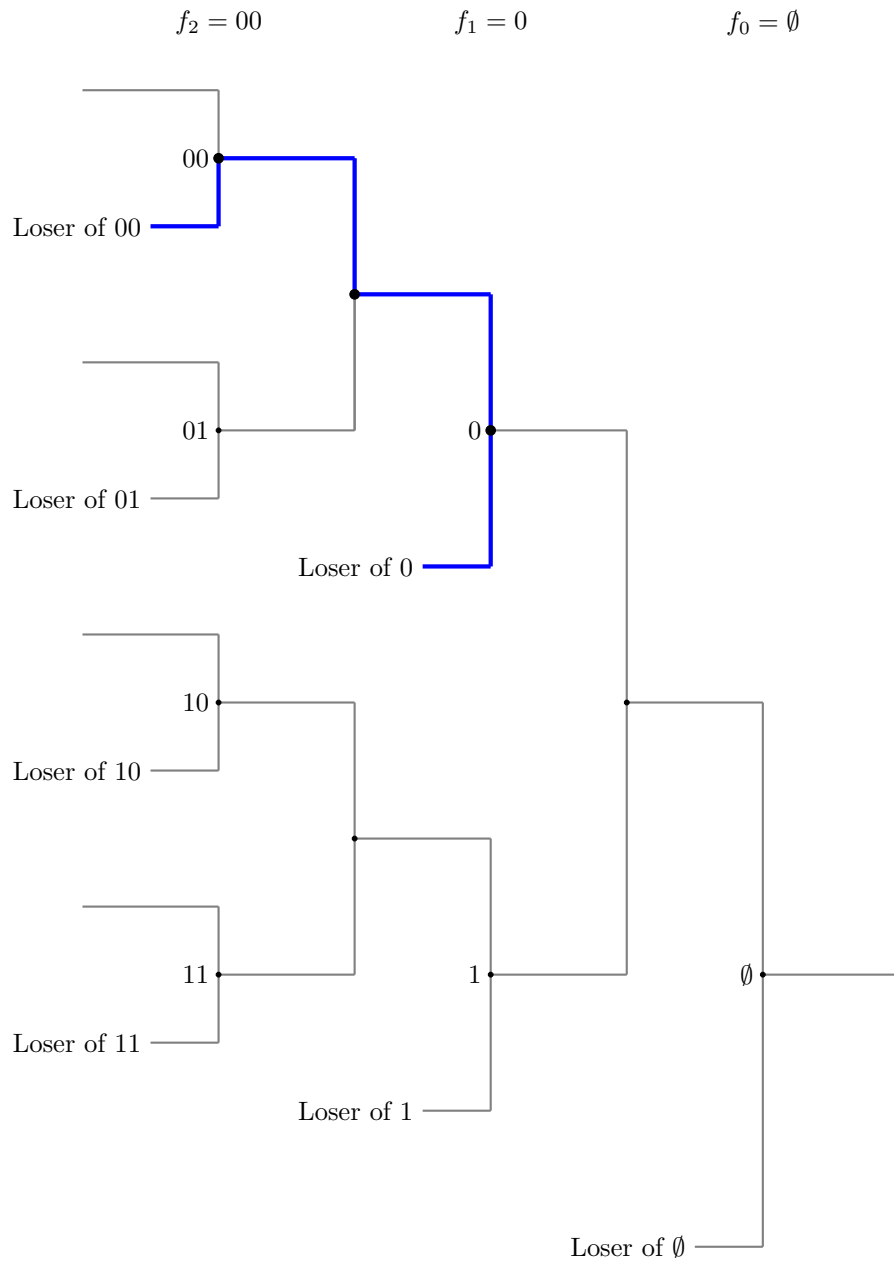 f₂ = 00
f₁ = 0
f₀ = ∅
00
Loser of 00
01
0
Loser of 01
Loser of 0
10
Loser of 10
11
1
∅
Loser of 11
Loser of 1
Loser of ∅